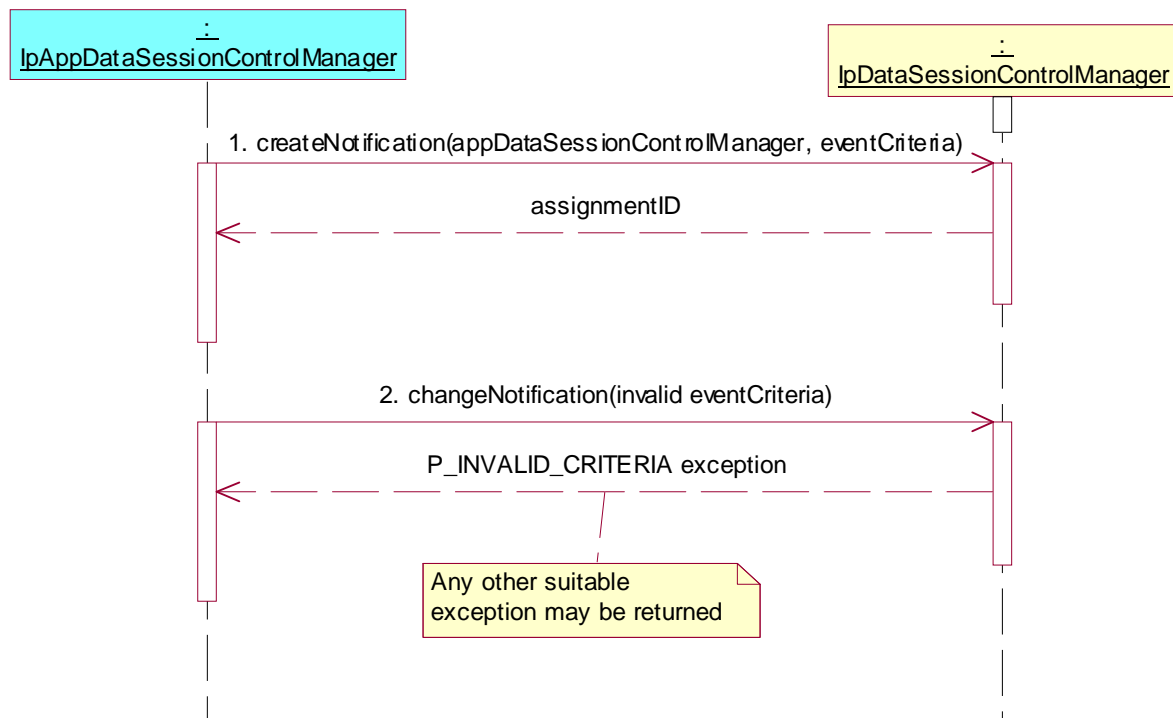 :
IpAppDataSessionControlManager
:
IpDataSessionControlManager
1. createNotification(appDataSessionControlManager, eventCriteria)
assignmentID
2. changeNotification(invalid eventCriteria)
P_INVALID_CRITERIA exception
Any other suitable
exception may be returned